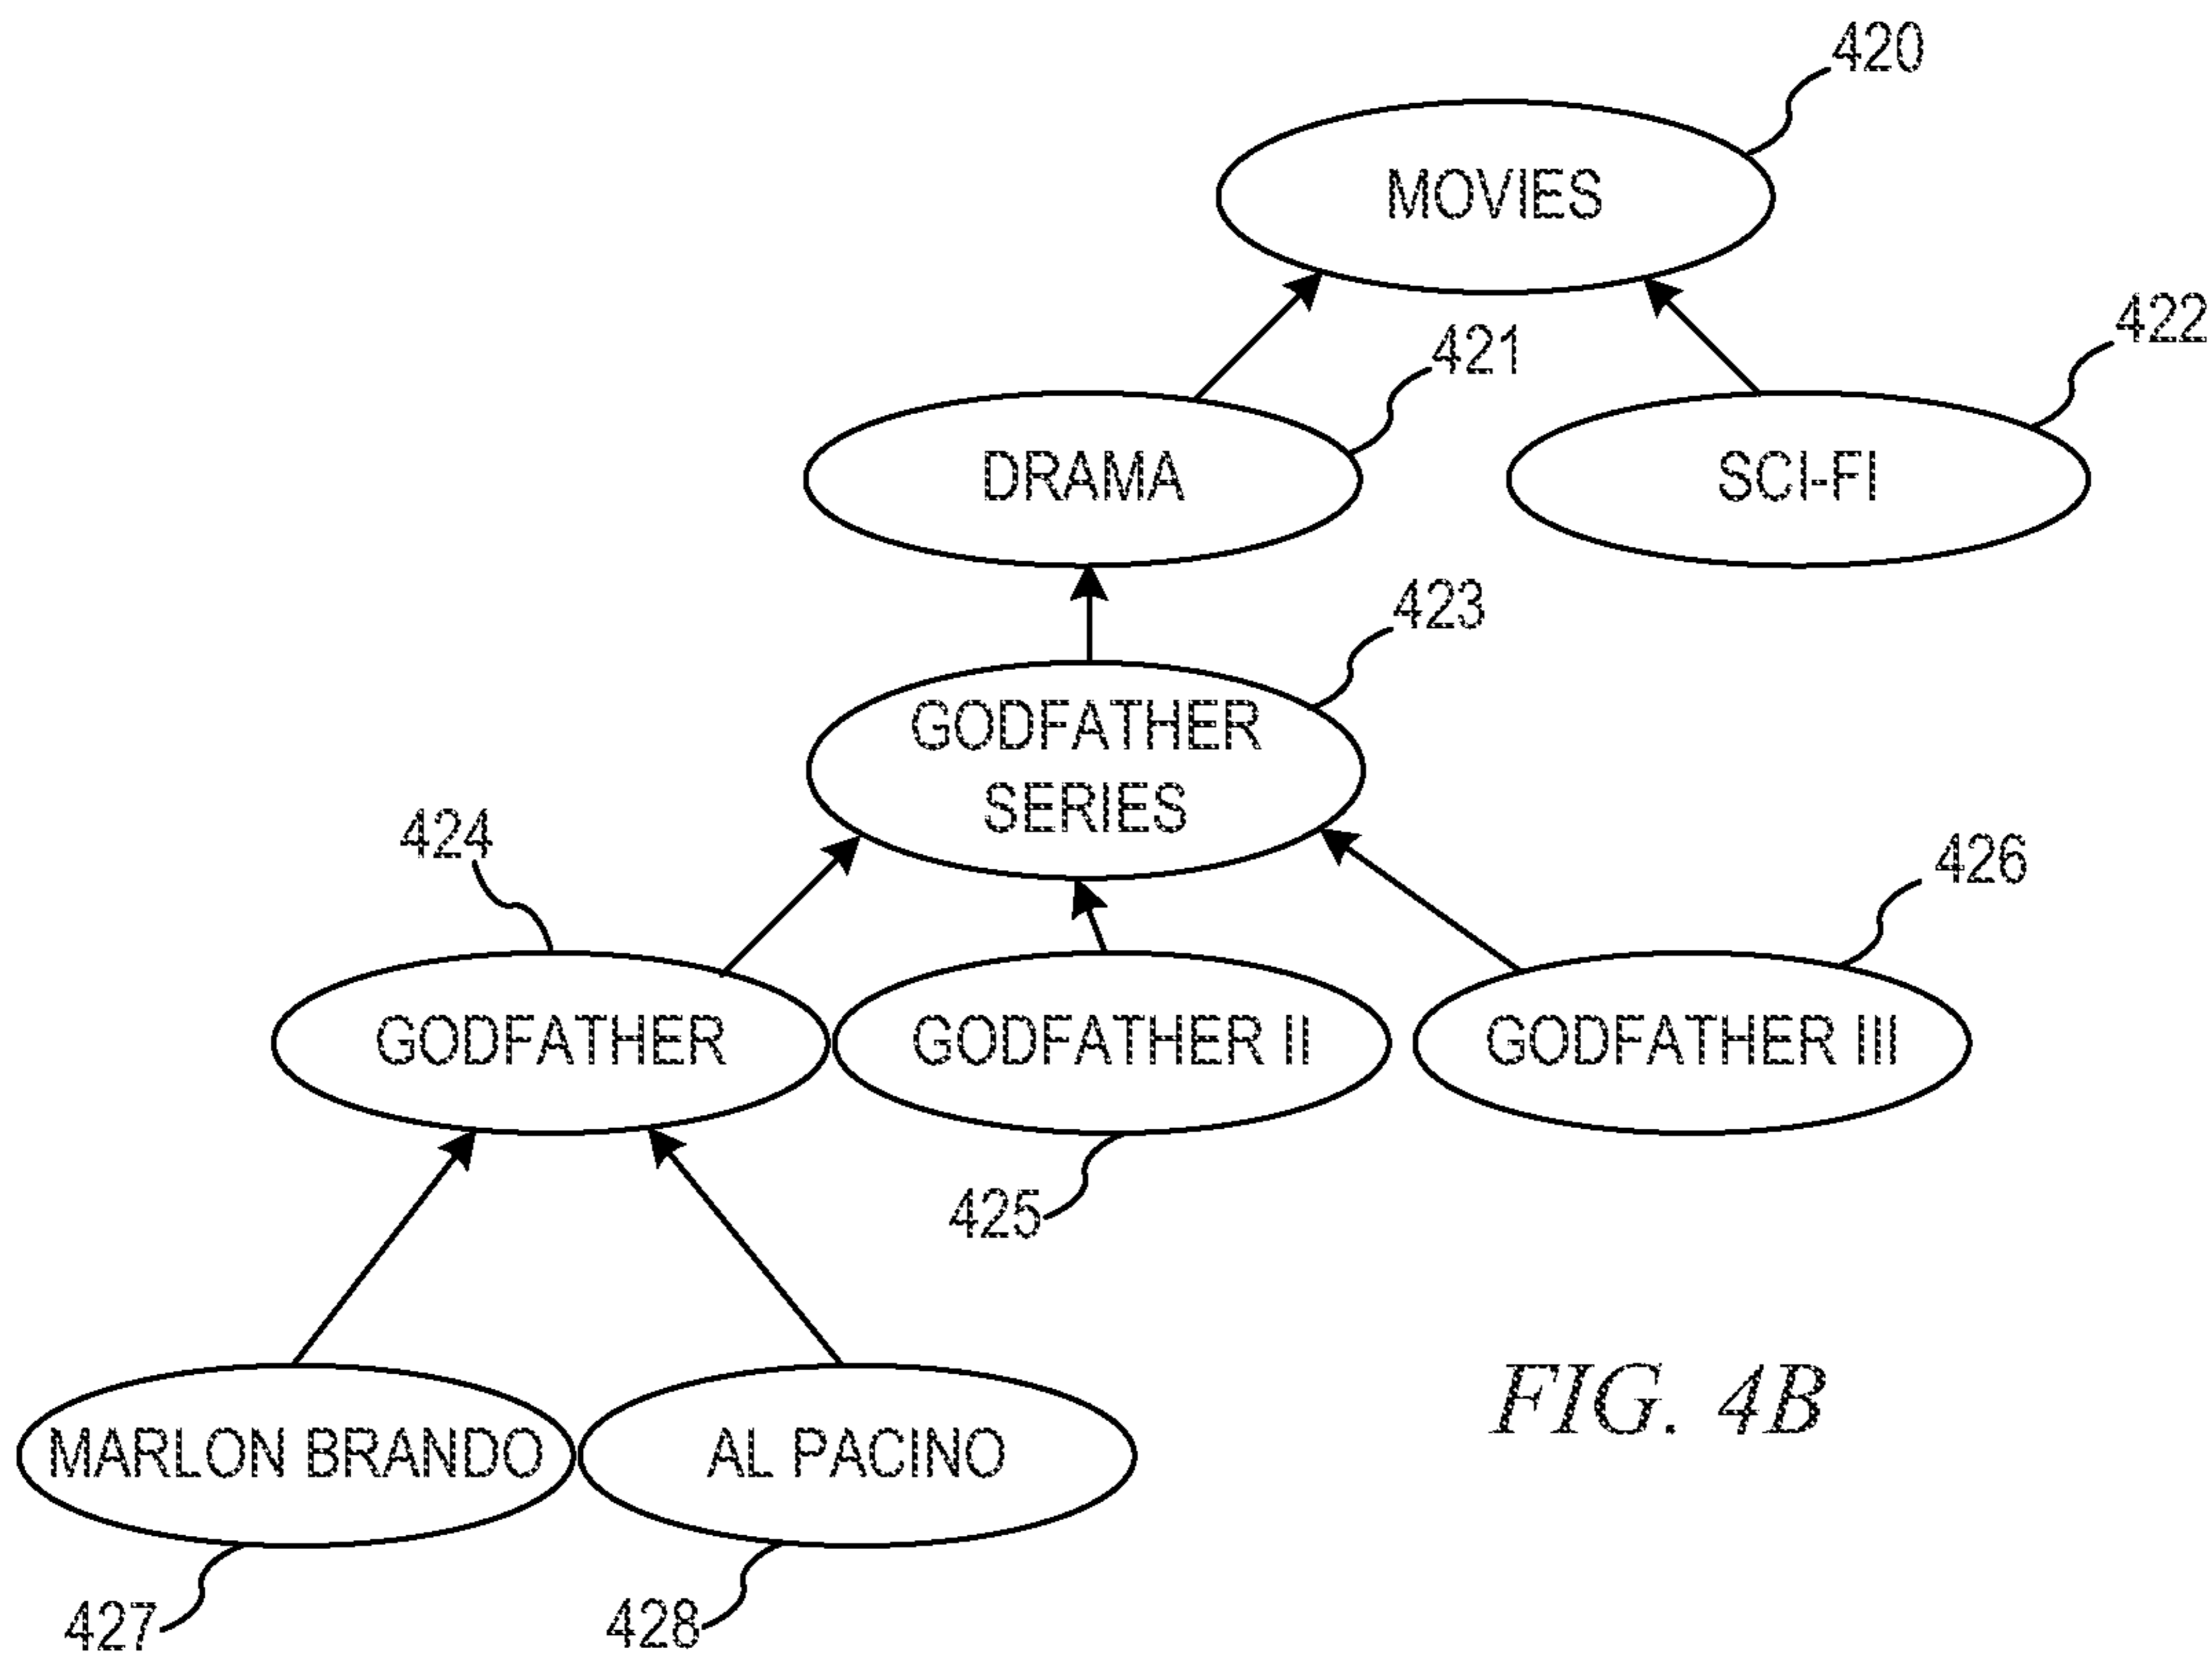 420
MOVIES
422
421
DRAMA
SCI-FI
423
GODFATHER
SERIES
424
426
GODFATHER
GODFATHER II
GODFATHER III
425
FIG. 4B
MARLON BRANDO
AL PACINO
427
428